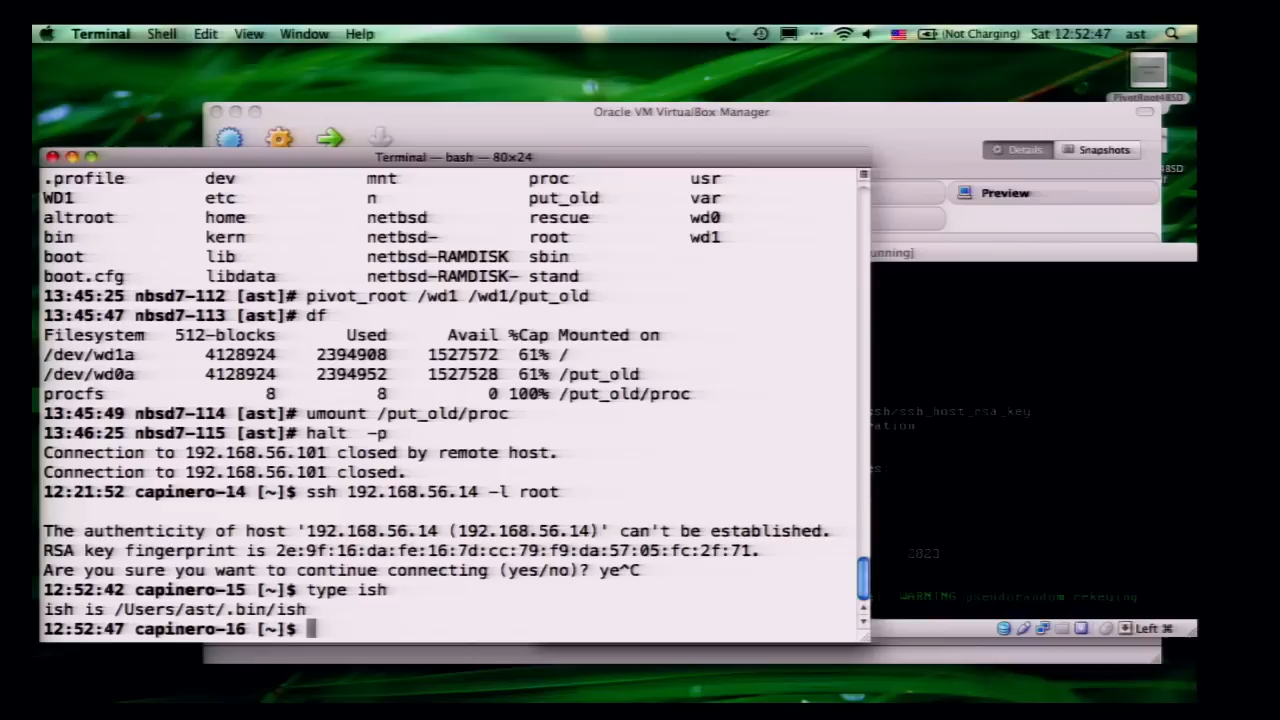 Terminal Shell Edit View Window Help (Not Charging) Sat 12:52:47 ast
PivotRoot4BSD
Oracle VM VirtualBox Manager
Details Snapshots
Terminal — bash — 80×24
Preview
.profile dev mnt proc usr
WD1 etc n put_old var
altroot home netbsd rescue wd0
bin kern netbsd- root wd1
boot lib netbsd-RAMDISK sbin
unning]
boot.cfg libdata netbsd-RAMDISK- stand
13:45:25 nbsd7-112 [ast]# pivot_root /wd1 /wd1/put_old
13:45:47 nbsd7-113 [ast]# df
Filesystem 512-blocks Used Avail %Cap Mounted on
/dev/wd1a 4128924 2394908 1527572 61% /
/dev/wd0a 4128924 2394952 1527528 61% /put_old
procfs 8 8 0 100% /put_old/proc
13:45:49 nbsd7-114 [ast]# umount /put_old/proc
ssh/ssh_host_rsa_key
ration
13:46:25 nbsd7-115 [ast]# halt -p
Connection to 192.168.56.101 closed by remote host.
es:
Connection to 192.168.56.101 closed.
12:21:52 capinero-14 [~]$ ssh 192.168.56.14 -l root
The authenticity of host '192.168.56.14 (192.168.56.14)' can't be established.
RSA key fingerprint is 2e:9f:16:da:fe:16:7d:cc:79:f9:da:57:05:fc:2f:71.
2823
Are you sure you want to continue connecting (yes/no)? ye^C
12:52:42 capinero-15 [~]$ type ish
WARNING pseudorandom rekeying
ish is /Users/ast/.bin/ish
12:52:47 capinero-16 [~]$
Left ⌘